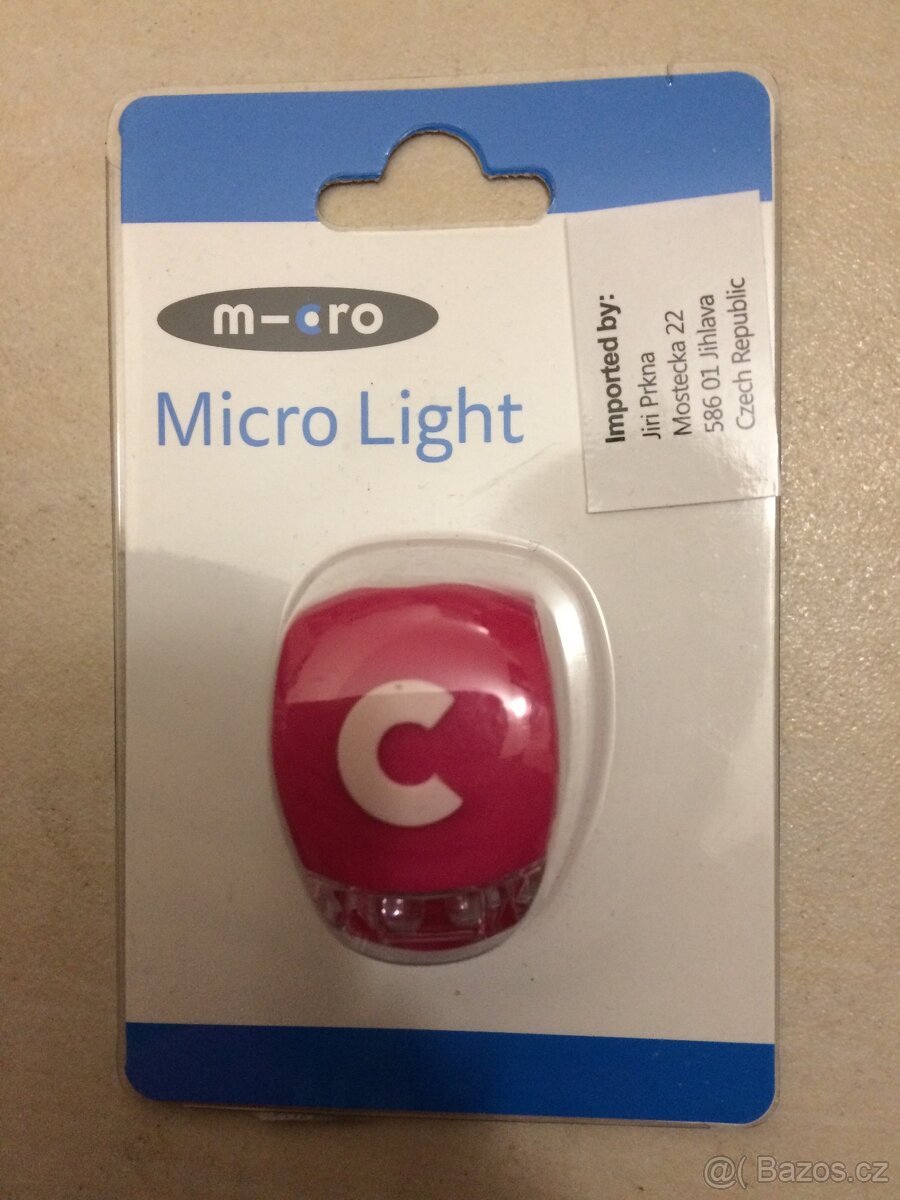 m-cro
Micro Light
Imported by:
Jiri Prkna
Mostecka 22
586 01 Jihlava
Czech Republic
C
@( Bazos.cz